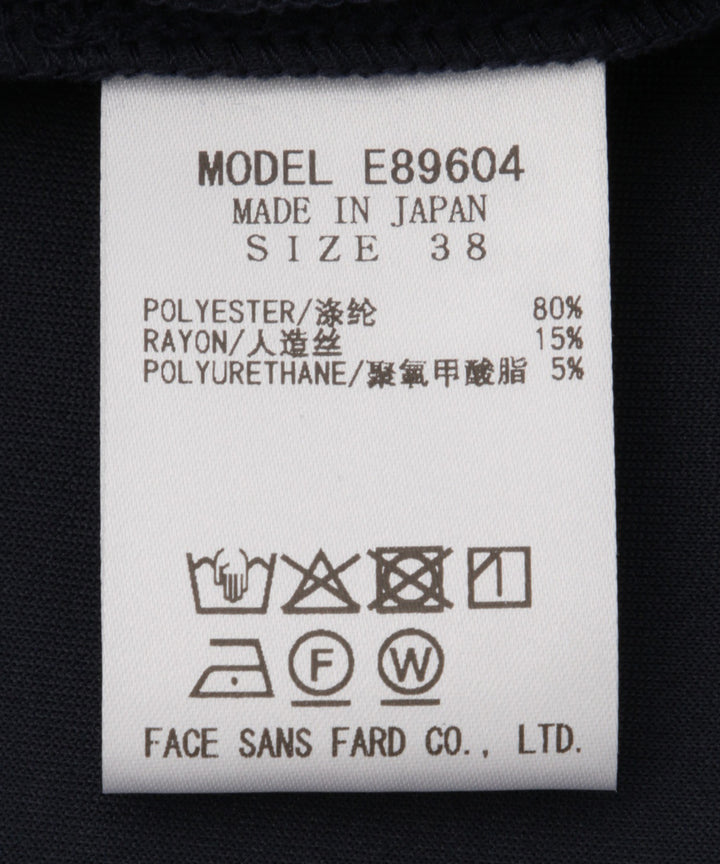 MODEL E89604
MADE IN JAPAN
SIZE 38
POLYESTER/涤纶 80%
RAYON/人造丝 15%
POLYURETHANE/聚氧甲酸脂 5%
F W
FACE SANS FARD CO., LTD.